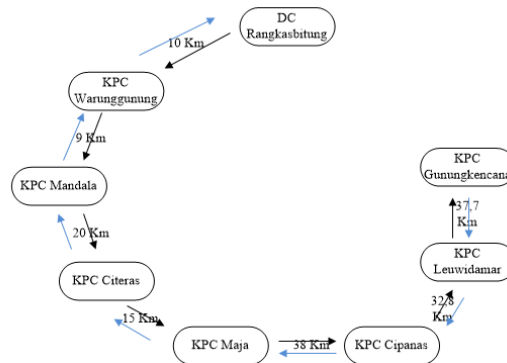 DC
Rangkasbitung
10 Km
KPC
Warunggunung
9 Km
KPC Mandala
20 Km
KPC Citeras
15 Km
KPC Maja
38 Km
KPC Cipanas
32,8
Km
KPC
Leuwidamar
37,7
Km
KPC
Gunungkencana